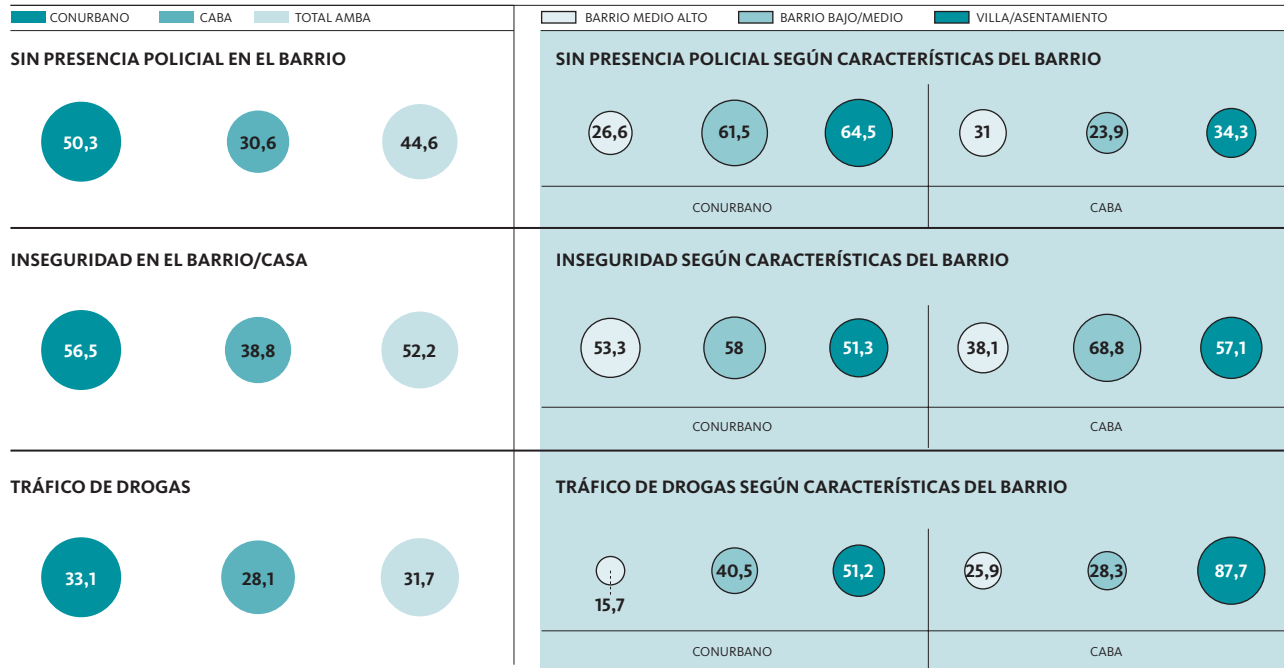 CONURBANO CABA TOTAL AMBA
SIN PRESENCIA POLICIAL EN EL BARRIO
50,3 30,6 44,6
INSEGURIDAD EN EL BARRIO/CASA
56,5 38,8 52,2
TRÁFICO DE DROGAS
33,1 28,1 31,7
BARRIO MEDIO ALTO BARRIO BAJO/MEDIO VILLA/ASENTAMIENTO
SIN PRESENCIA POLICIAL SEGÚN CARACTERÍSTICAS DEL BARRIO
26,6 61,5 64,5 31 23,9 34,3
CONURBANO CABA
INSEGURIDAD SEGÚN CARACTERÍSTICAS DEL BARRIO
53,3 58 51,3 38,1 68,8 57,1
CONURBANO CABA
TRÁFICO DE DROGAS SEGÚN CARACTERÍSTICAS DEL BARRIO
15,7 40,5 51,2 25,9 28,3 87,7
CONURBANO CABA